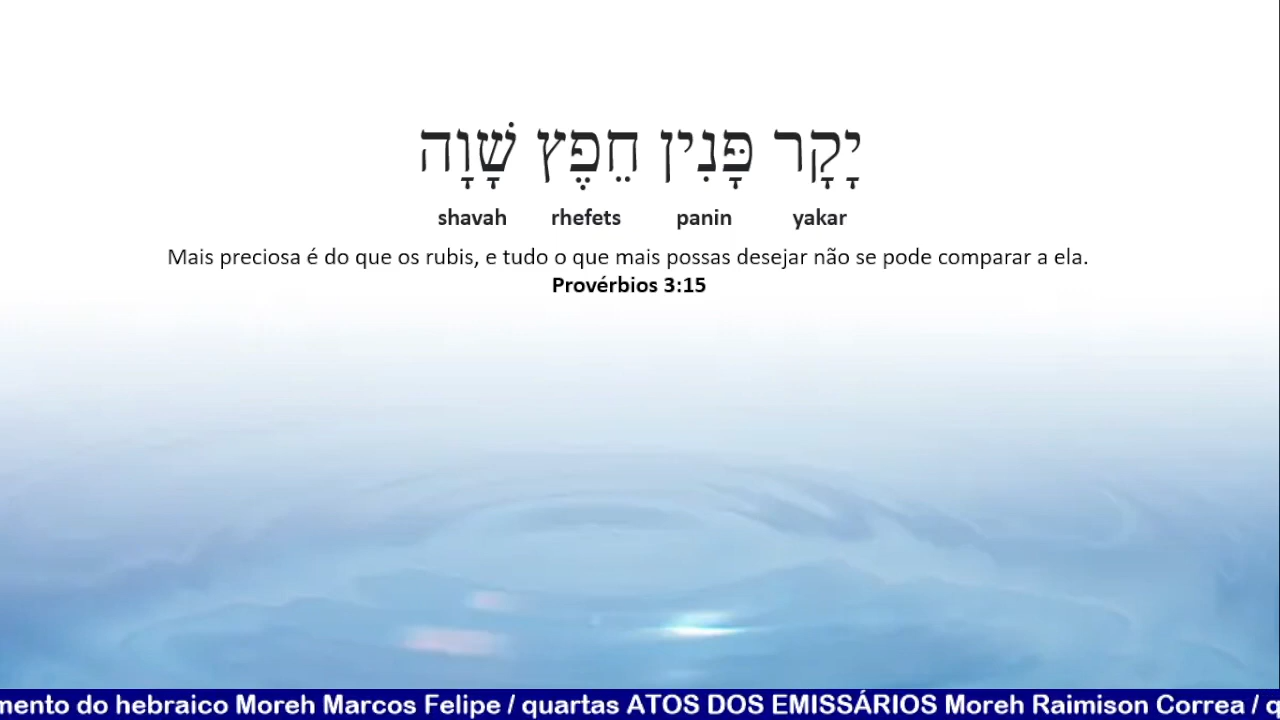 יָקָר פָּנִין חֵפֶץ שָׁוָה
shavah rhefets panin yakar
Mais preciosa é do que os rubis, e tudo o que mais possas desejar não se pode comparar a ela.
Provérbios 3:15
mento do hebraico Moreh Marcos Felipe / quartas ATOS DOS EMISSÁRIOS Moreh Raimison Correa /